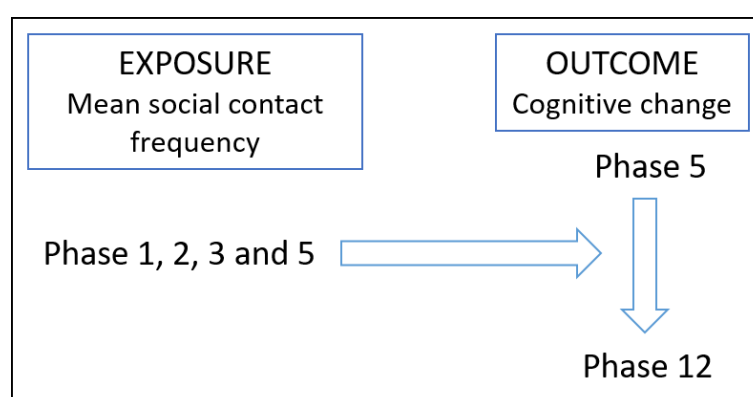 EXPOSURE
Mean social contact
frequency
OUTCOME
Cognitive change
Phase 5
Phase 1, 2, 3 and 5
Phase 12